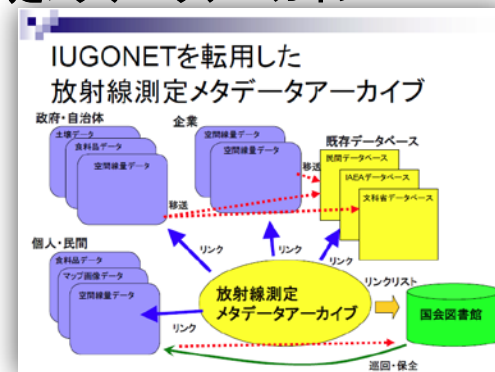 IUGONETを転用した
放射線測定メタデータアーカイブ
政府・自治体
土壌データ
食料品データ
空間線量データ
企業
空間線量データ
空間線量データ
既存データベース
民間データベース
IAEAデータベース
文科省データベース
移送
移送
リンク
リンク
リンク
個人・民間
食料品データ
マップ画像データ
空間線量データ
リンク
放射線測定
メタデータアーカイブ
リンクリスト
国会図書館
巡回・保全